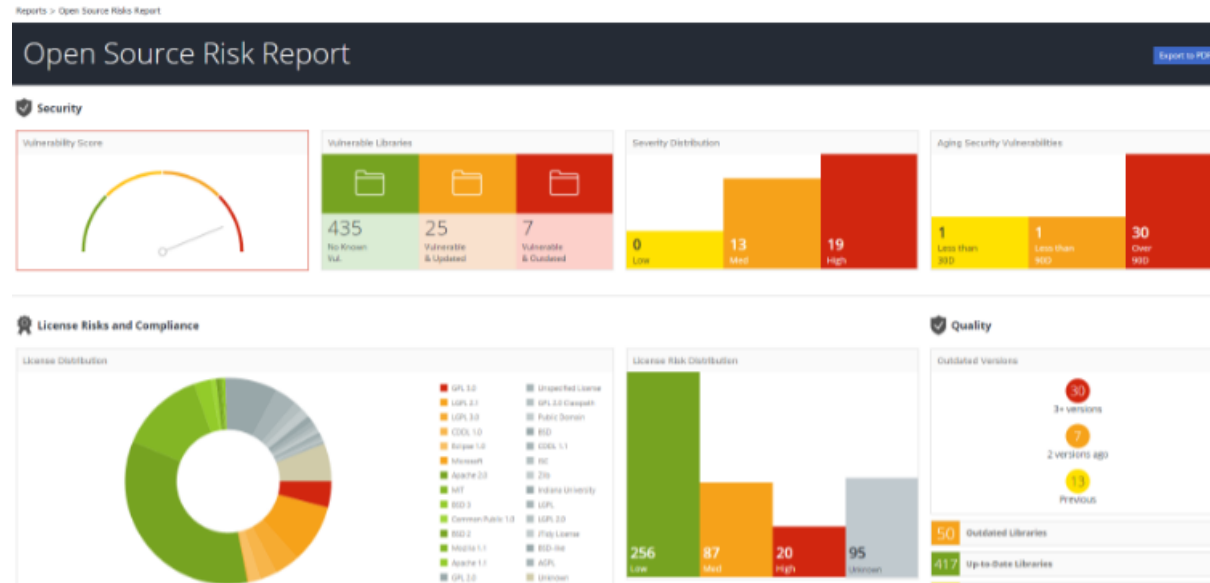 Reports > Open Source Risks Report
Open Source Risk Report
Export to PDF
Security
Vulnerability Score
Vulnerable Libraries
435
No Known
Vul.
25
Vulnerable
& Updated
7
Vulnerable
& Outdated
Severity Distribution
0
Low
13
Med
19
High
Aging Security Vulnerabilities
1
Less than
30D
1
Less than
90D
30
Over
90D
License Risks and Compliance
License Distribution
GPL 3.0
LGPL 2.1
LGPL 3.0
CDDL 1.0
Eclipse 1.0
Microsoft
Apache 2.0
MIT
BSD 3
Common Public 1.0
BSD 2
Mozilla 1.1
Apache 1.1
GPL 2.0
Unspecified License
GPL 2.0 Classpath
Public Domain
BSD
CDDL 1.1
ISC
Zlib
Indiana University
LGPL
LGPL 2.0
JTidy License
BSD-like
AGPL
Unknown
License Risk Distribution
256
Low
87
Med
20
High
95
Unknown
Quality
Outdated Versions
30
3+ versions
7
2 versions ago
13
Previous
50 Outdated Libraries
417 Up-to-Date Libraries